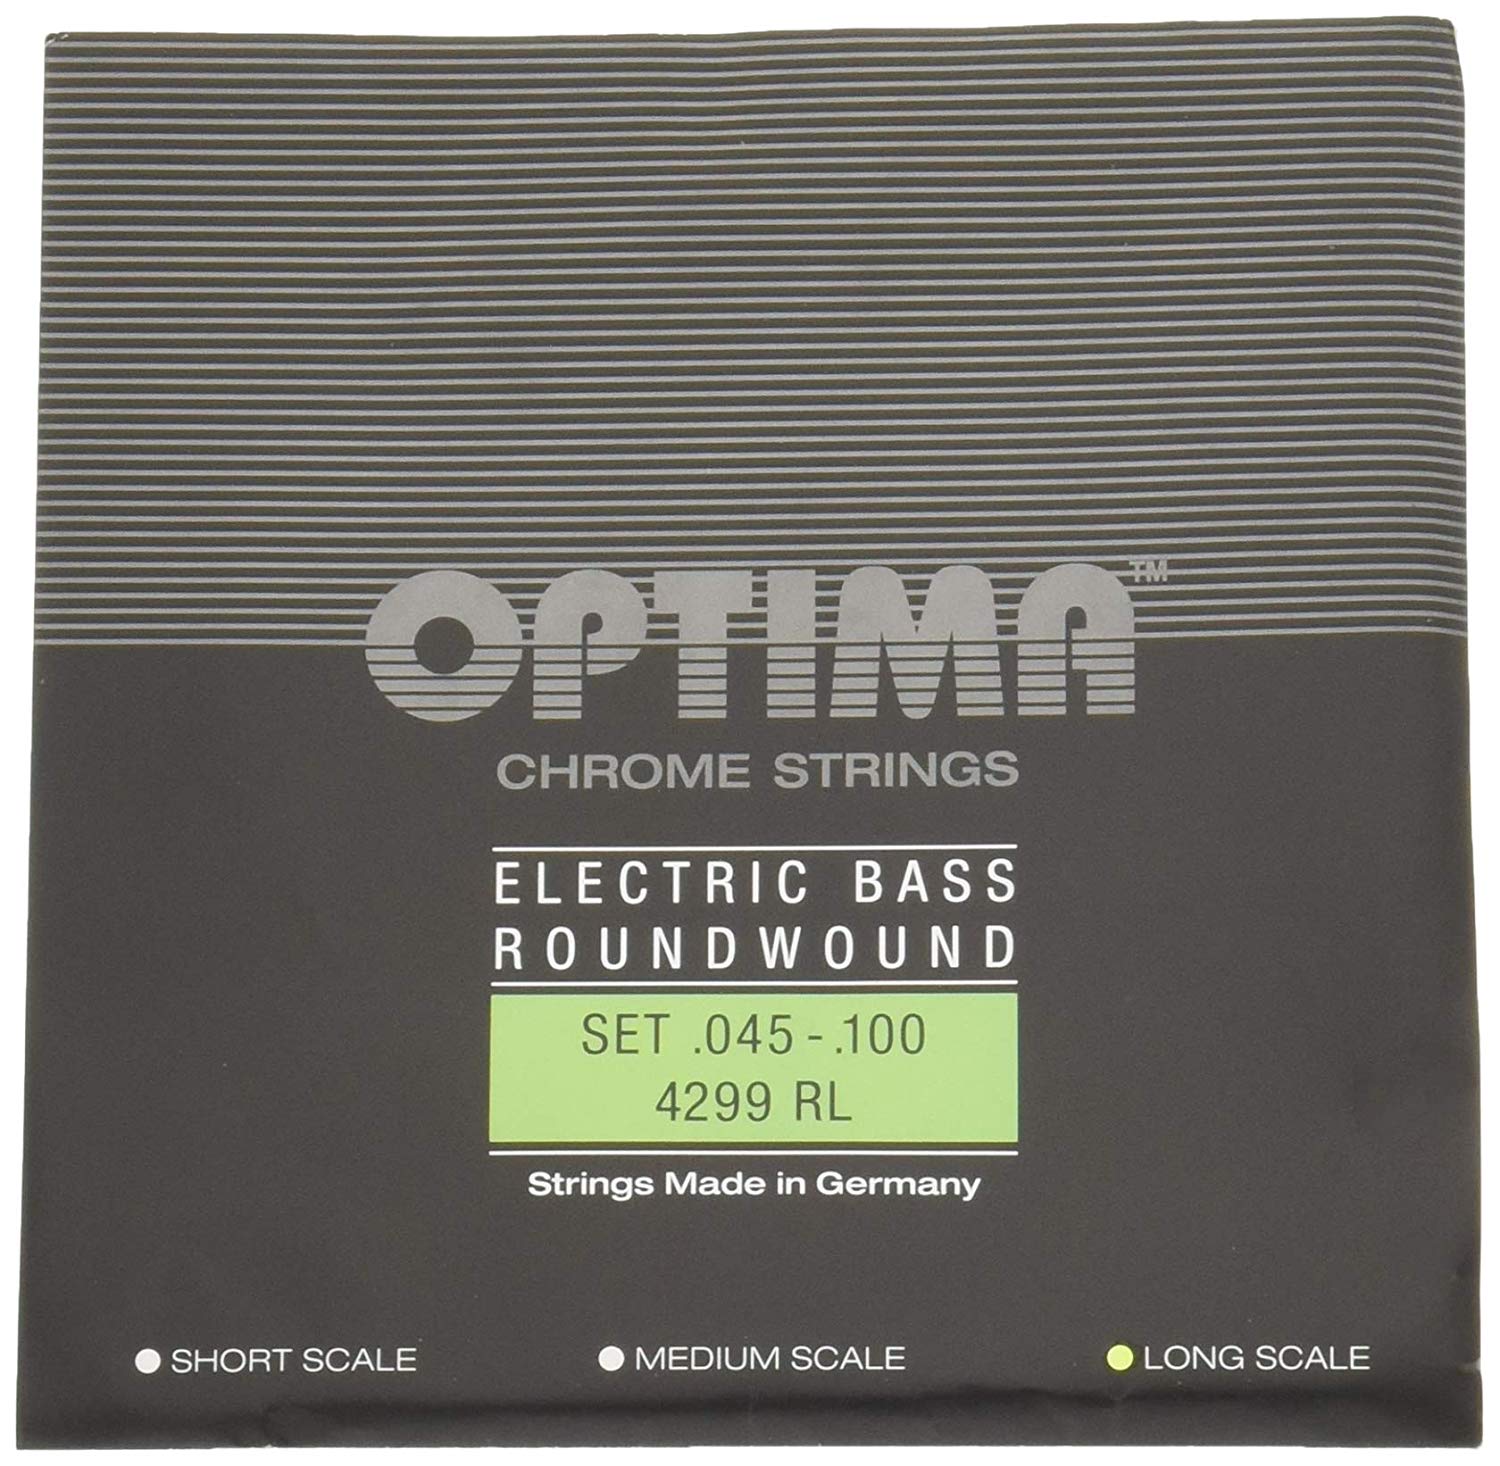 OPTIMA™
CHROME STRINGS
ELECTRIC BASS
ROUNDWOUND
SET .045-.100
4299 RL
Strings Made in Germany
SHORT SCALE
MEDIUM SCALE
LONG SCALE